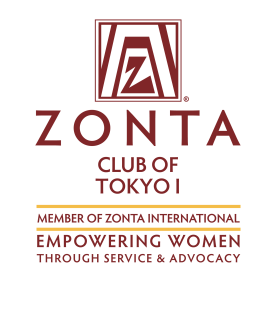 Z
®
ZONTA
CLUB OF
TOKYO I
MEMBER OF ZONTA INTERNATIONAL
EMPOWERING WOMEN
THROUGH SERVICE & ADVOCACY